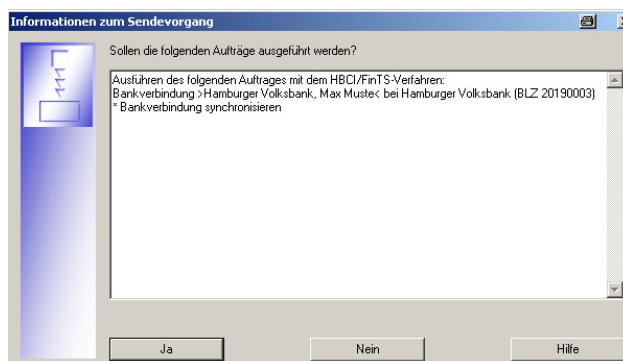 Informationen zum Sendevorgang
Sollen die folgenden Aufträge ausgeführt werden?
Ausführen des folgenden Auftrages mit dem HBCI/FinTS-Verfahren:
Bankverbindung >Hamburger Volksbank, Max Muste< bei Hamburger Volksbank (BLZ 20190003)
* Bankverbindung synchronisieren
Ja
Nein
Hilfe